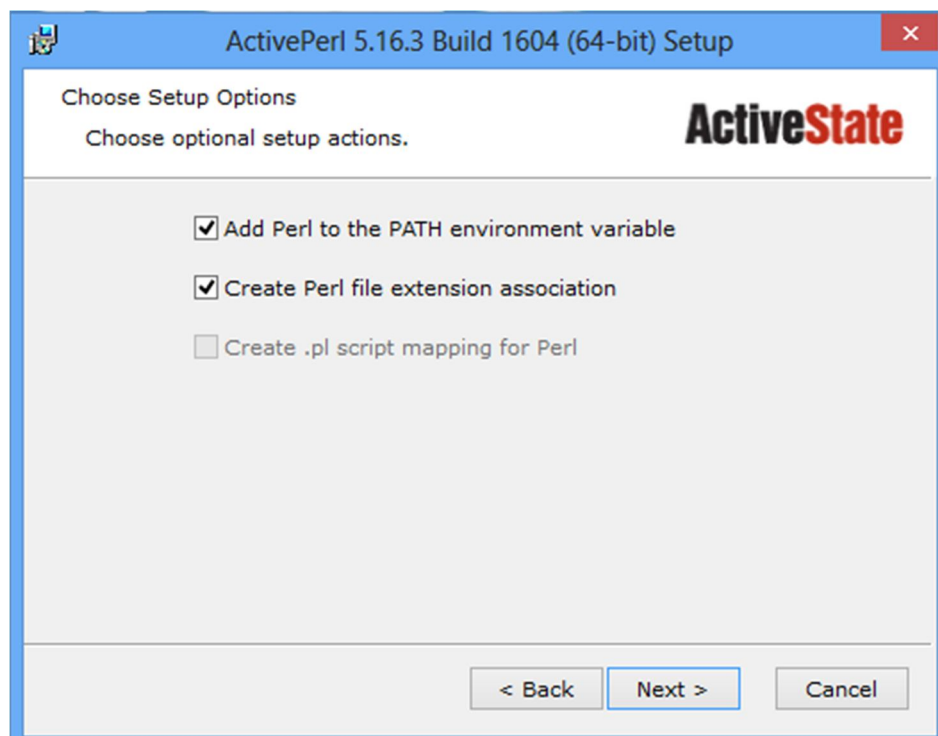 ActivePerl 5.16.3 Build 1604 (64-bit) Setup
Choose Setup Options
Choose optional setup actions.
ActiveState
Add Perl to the PATH environment variable
Create Perl file extension association
Create .pl script mapping for Perl
< Back Next > Cancel